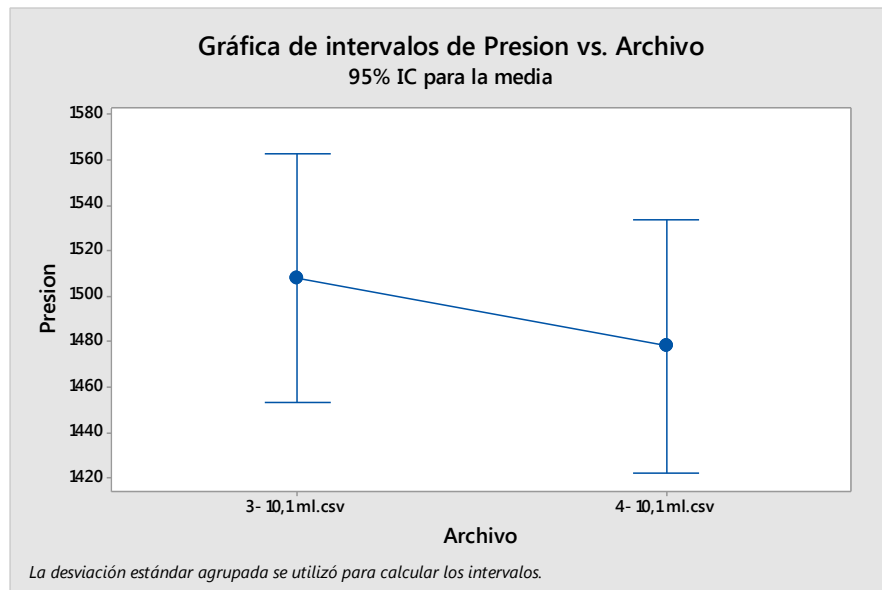 Gráfica de intervalos de Presion vs. Archivo
95% IC para la media
1580
1560
1540
1520
1500
1480
1460
1440
1420
Presion
3- 10,1ml.csv
4- 10,1ml.csv
Archivo
La desviación estándar agrupada se utilizó para calcular los intervalos.